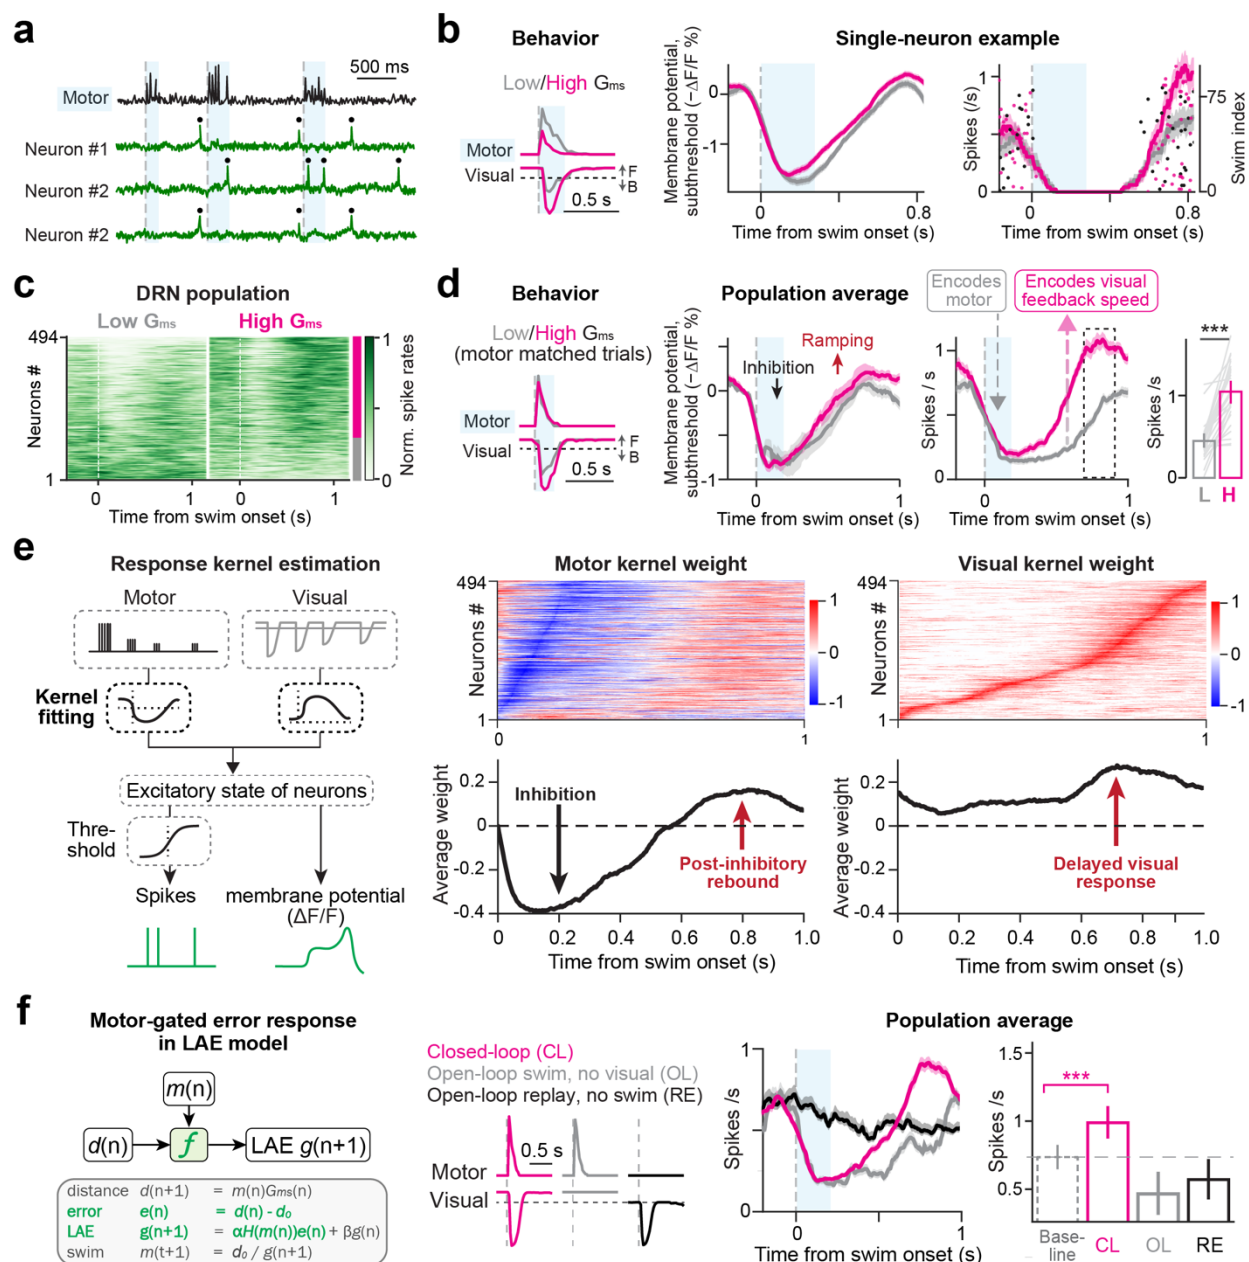 a
500 ms
Motor
Neuron #1
Neuron #2
Neuron #2
b
Behavior
Low/High Gms
Motor
Visual
F
B
0.5 s
Single-neuron example
Membrane potential,
subthreshold (−ΔF/F %)
0
-1
0
0.8
Time from swim onset (s)
Spikes (/s)
5
0
75
0
Swim index
0
0.8
Time from swim onset (s)
c
DRN population
Low Gms
High Gms
Neurons #
494
1
0
1
0
1
Time from swim onset (s)
1
0
Norm. spike rates
d
Behavior
Low/High Gms
(motor matched trials)
Motor
Visual
F
B
0.5 s
Population average
Membrane potential,
subthreshold (−ΔF/F %)
0
-1
Inhibition
Ramping
0
1
Time from swim onset (s)
Encodes
motor
Encodes visual
feedback speed
Spikes / s
1
0
0
1
Time from swim onset (s)
***
Spikes /s
1
0
L
H
e
Response kernel estimation
Motor
Visual
Kernel
fitting
Excitatory state of neurons
Thre-
shold
Spikes
membrane potential
(ΔF/F)
Motor kernel weight
Neurons #
494
1
0
1
1
0
-1
Average weight
0.2
0
-0.2
-0.4
Inhibition
Post-inhibitory
rebound
0
0.2
0.4
0.6
0.8
1.0
Time from swim onset (s)
Visual kernel weight
Neurons #
494
1
0
1
1
0
-1
Average weight
0.2
0
-0.2
-0.4
Delayed visual
response
0
0.2
0.4
0.6
0.8
1.0
Time from swim onset (s)
f
Motor-gated error response
in LAE model
m(n)
d(n)
f
LAE g(n+1)
distance d(n+1) = m(n)Gms(n)
error e(n) = d(n) - d₀
LAE g(n+1) = αH(m(n))e(n) + βg(n)
swim m(t+1) = d₀ / g(n+1)
Closed-loop (CL)
Open-loop swim, no visual (OL)
Open-loop replay, no swim (RE)
0.5 s
Motor
Visual
Population average
Spikes /s
1
0
0
1
Time from swim onset (s)
Spikes /s
1.5
1
0.5
***
Base-
line
CL
OL
RE